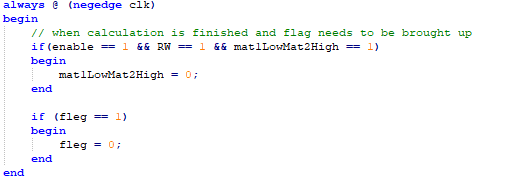 always @ (negedge clk)
begin
// when calculation is finished and flag needs to be brought up
if(enable == 1 && RW == 1 && mat1LowMat2High == 1)
begin
mat1LowMat2High = 0;
end
if (fleg == 1)
begin
fleg = 0;
end
end